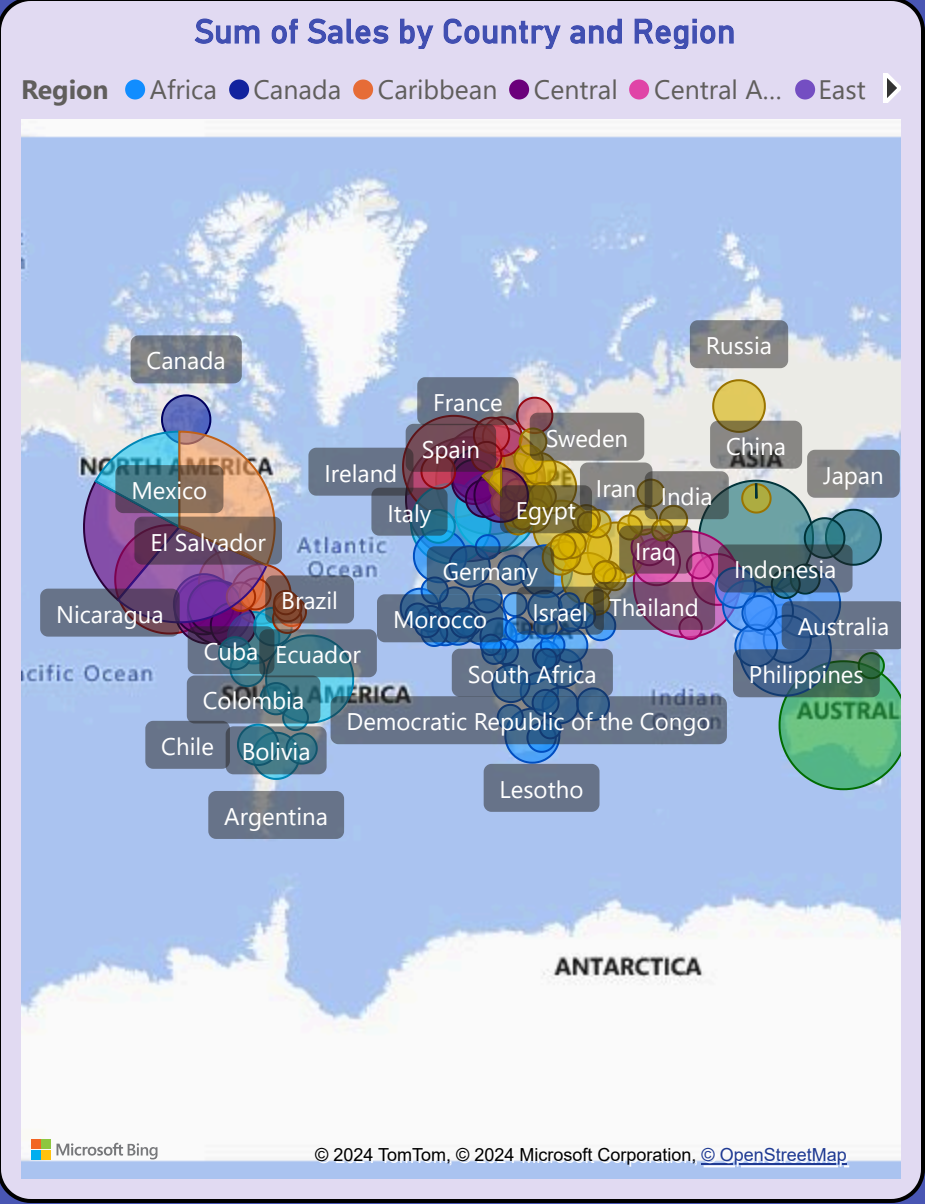 Sum of Sales by Country and Region
Region Africa Canada Caribbean Central Central A... East
Russia
Canada
France
China
Sweden
Spain
NORTH AMERICA
ASIA
Ireland
Japan
Mexico
Iran
India
Italy
Egypt
El Salvador
Atlantic
Ocean
Iraq
Germany
Indonesia
Brazil
Nicaragua
Morocco
Israel
Thailand
Australia
Cuba
Ecuador
cific Ocean
South Africa
Philippines
SOU AMERICA
Colombia
Indian
AUSTRAL
Democratic Republic of the Congo
Chile
Bolivia
Lesotho
Argentina
ANTARCTICA
Microsoft Bing
© 2024 TomTom, © 2024 Microsoft Corporation, © OpenStreetMap